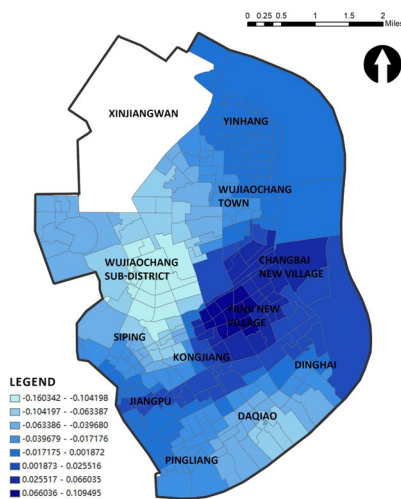 0 0.25 0.5 1 1.5 2
Miles
XINJIANGWAN
YINHANG
WUJIAOCHANG
TOWN
WUJIAOCHANG
SUB-DISTRICT
CHANGBAI
NEW VILLAGE
YANJI NEW
VILLAGE
SIPING
KONGJIANG
DINGHAI
JIANGPU
DAQIAO
PINGLIANG
LEGEND
-0.160342 - -0.104198
-0.104197 - -0.063387
-0.063386 - -0.039680
-0.039679 - -0.017176
-0.017175 - 0.001872
0.001873 - 0.025516
0.025517 - 0.066035
0.066036 - 0.109495